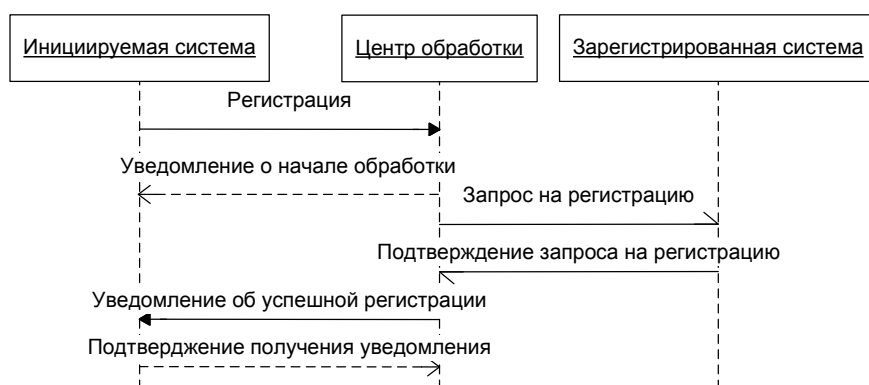 Инициируемая система
Центр обработки
Зарегистрированная система
Регистрация
Уведомление о начале обработки
Запрос на регистрацию
Подтверждение запроса на регистрацию
Уведомление об успешной регистрации
Подтверджение получения уведомления